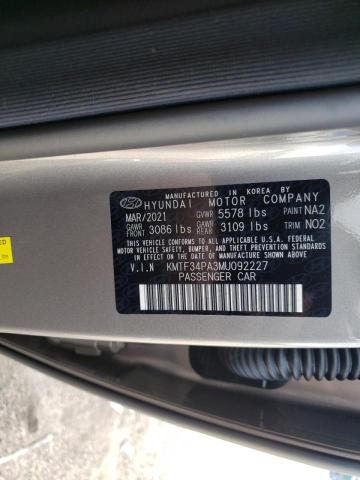 MANUFACTURED IN KOREA BY
HYUNDAI MOTOR COMPANY
MAR/2021 GVWR 5578 lbs PAINT NA2
GAWR FRONT 3086 lbs GAWR REAR 3109 lbs TRIM NO2
THIS VEHICLE CONFORMS TO ALL APPLICABLE U.S.A.
FEDERAL MOTOR VEHICLE SAFETY, BUMPER, AND
THEFT PREVENTION STANDARDS IN EFFECT ON THE
DATE OF MANUFACTURE SHOWN ABOVE.
V.I.N KMTF34PA3MU092227
PASSENGER CAR